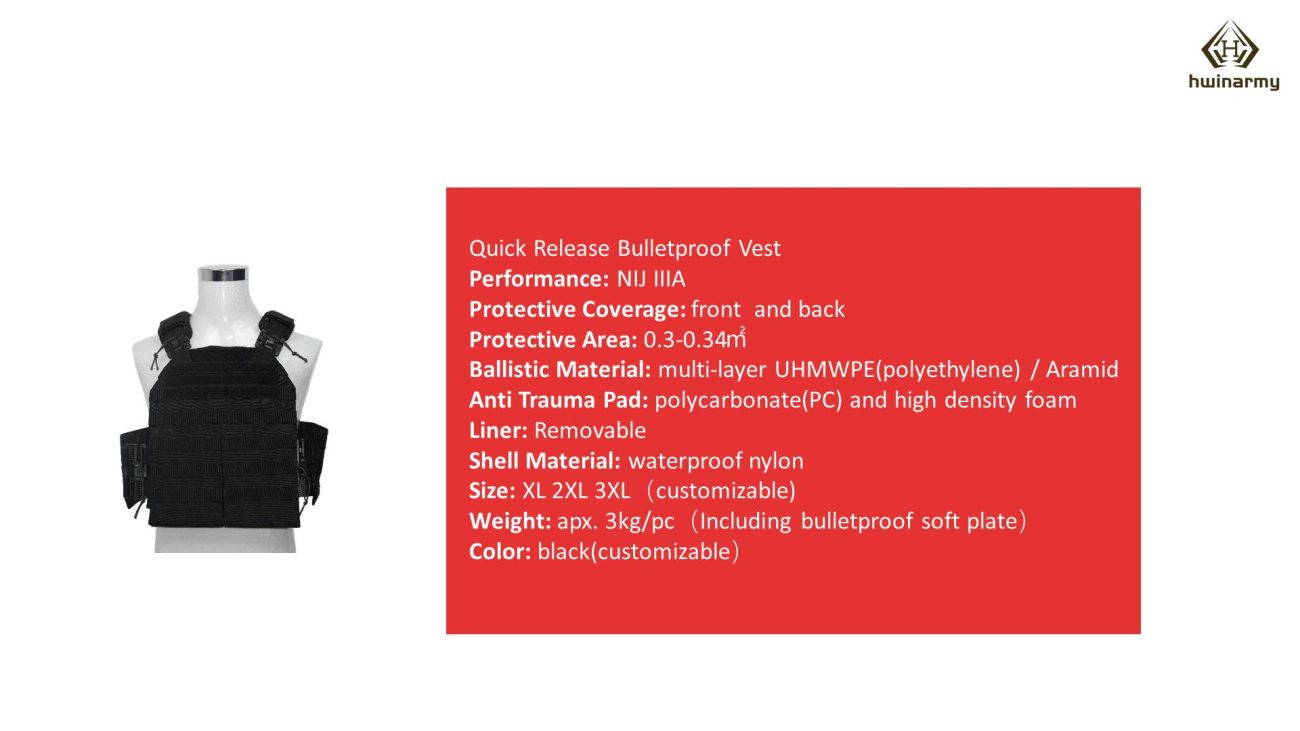 H
hwinarmy
Quick Release Bulletproof Vest
Performance: NIJ IIIA
Protective Coverage: front and back
Protective Area: 0.3-0.34㎡
Ballistic Material: multi-layer UHMWPE(polyethylene) / Aramid
Anti Trauma Pad: polycarbonate(PC) and high density foam
Liner: Removable
Shell Material: waterproof nylon
Size: XL 2XL 3XL（customizable)
Weight: apx. 3kg/pc（Including bulletproof soft plate）
Color: black(customizable）